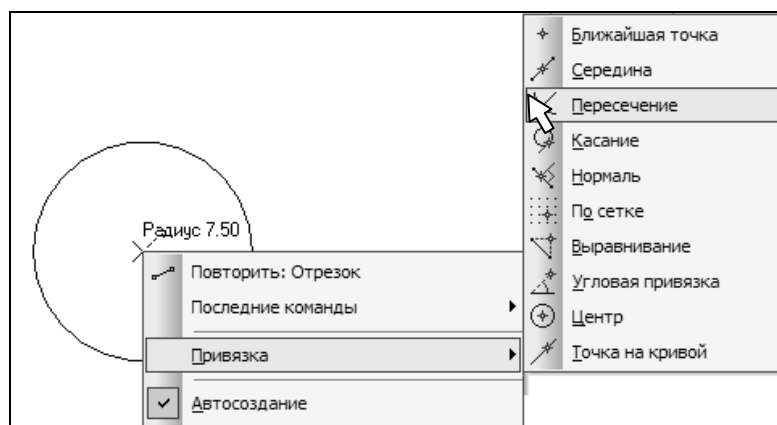 Радиус 7.50
Повторить: Отрезок
Последние команды
Привязка
Автосоздание
Ближайшая точка
Середина
Пересечение
Касание
Нормаль
По сетке
Выравнивание
Угловая привязка
Центр
Точка на кривой